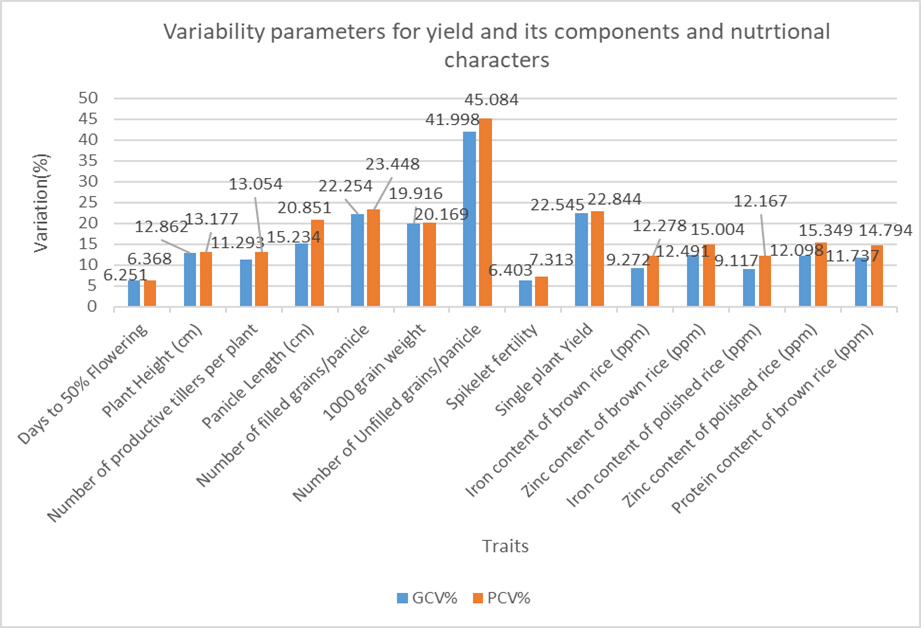 Variability parameters for yield and its components and nutrtional
characters
50
45
40
35
30
25
20
15
10
5
0
Variation(%)
6.251
6.368
12.862
13.177
11.293
13.054
15.234
20.851
22.254
23.448
19.916
20.169
41.998
45.084
6.403
7.313
22.545
22.844
9.272
12.278
12.491
15.004
9.117
12.167
12.098
15.349
11.737
14.794
Days to 50% Flowering
Plant Height (cm)
Number of productive tillers per plant
Panicle Length (cm)
Number of filled grains/panicle
1000 grain weight
Number of Unfilled grains/panicle
Spikelet fertility
Single plant Yield
Iron content of brown rice (ppm)
Zinc content of brown rice (ppm)
Iron content of polished rice (ppm)
Zinc content of polished rice (ppm)
Protein content of brown rice (ppm)
Traits
GCV% PCV%